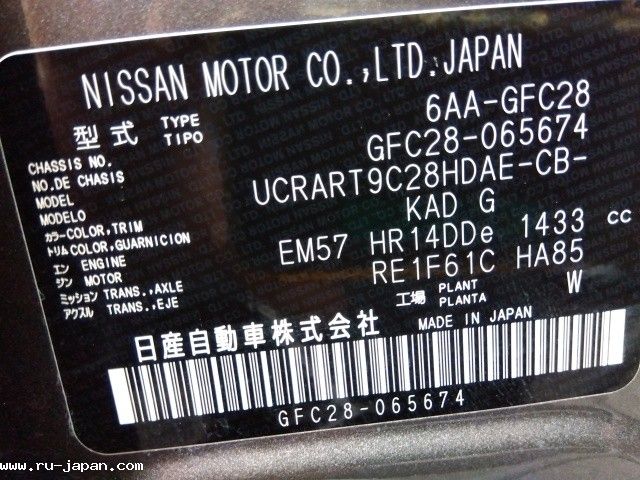 NISSAN MOTOR CO.,LTD.JAPAN
型式 TYPE TIPO 6AA-GFC28
CHASSIS NO. NO.DE CHASIS GFC28-065674
MODEL MODELO UCRART9C28HDAE-CB-
カラー COLOR,TRIM トリム COLOR,GUARNICION KAD G
エン ENGINE ジン MOTOR EM57 HR14DDe 1433 cc
ミッション TRANS.,AXLE アクスル TRANS.,EJE RE1F61C HA85
工場 PLANT PLANTA W
日産自動車株式会社 MADE IN JAPAN
GFC28-065674
www.ru-japan.com